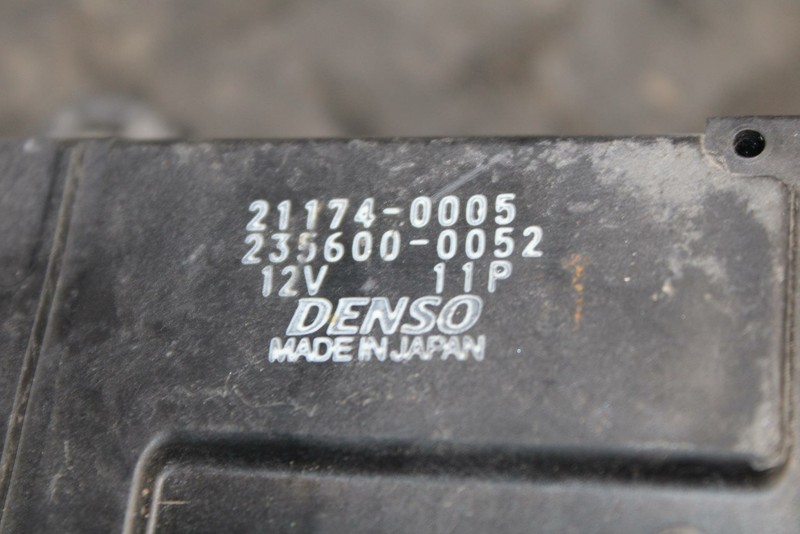 21174-0005
235600-0052
12V 11P
DENSO
MADE IN JAPAN